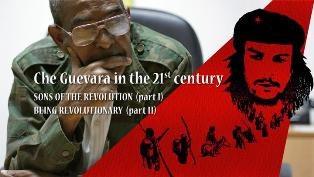 Che Guevara in the 21st century
SONS OF THE REVOLUTION (part I)
BEING REVOLUTIONARY (part II)